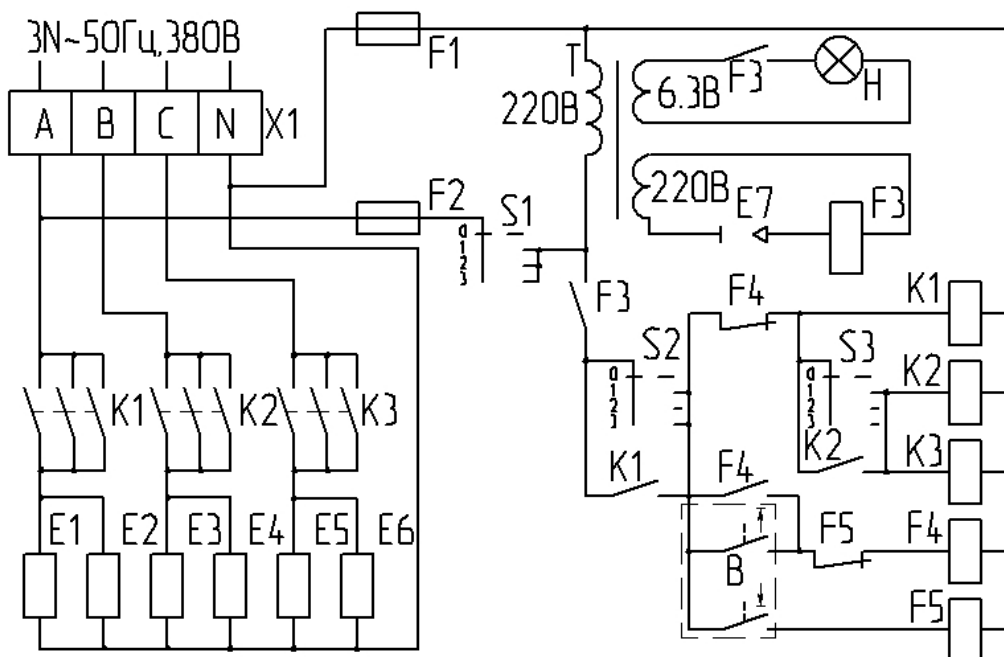 3N~50Гц,380В
F1
T
F3
H
220В
6.3В
A B C N X1
F2
S1
220В
E7
F3
0
1
2
3
F3
F4
K1
S2
S3
K2
0
1
2
3
0
1
2
3
K1
K2
K3
K1
F4
K2
K3
E1
E2
E3
E4
E5
E6
F5
F4
B
F5